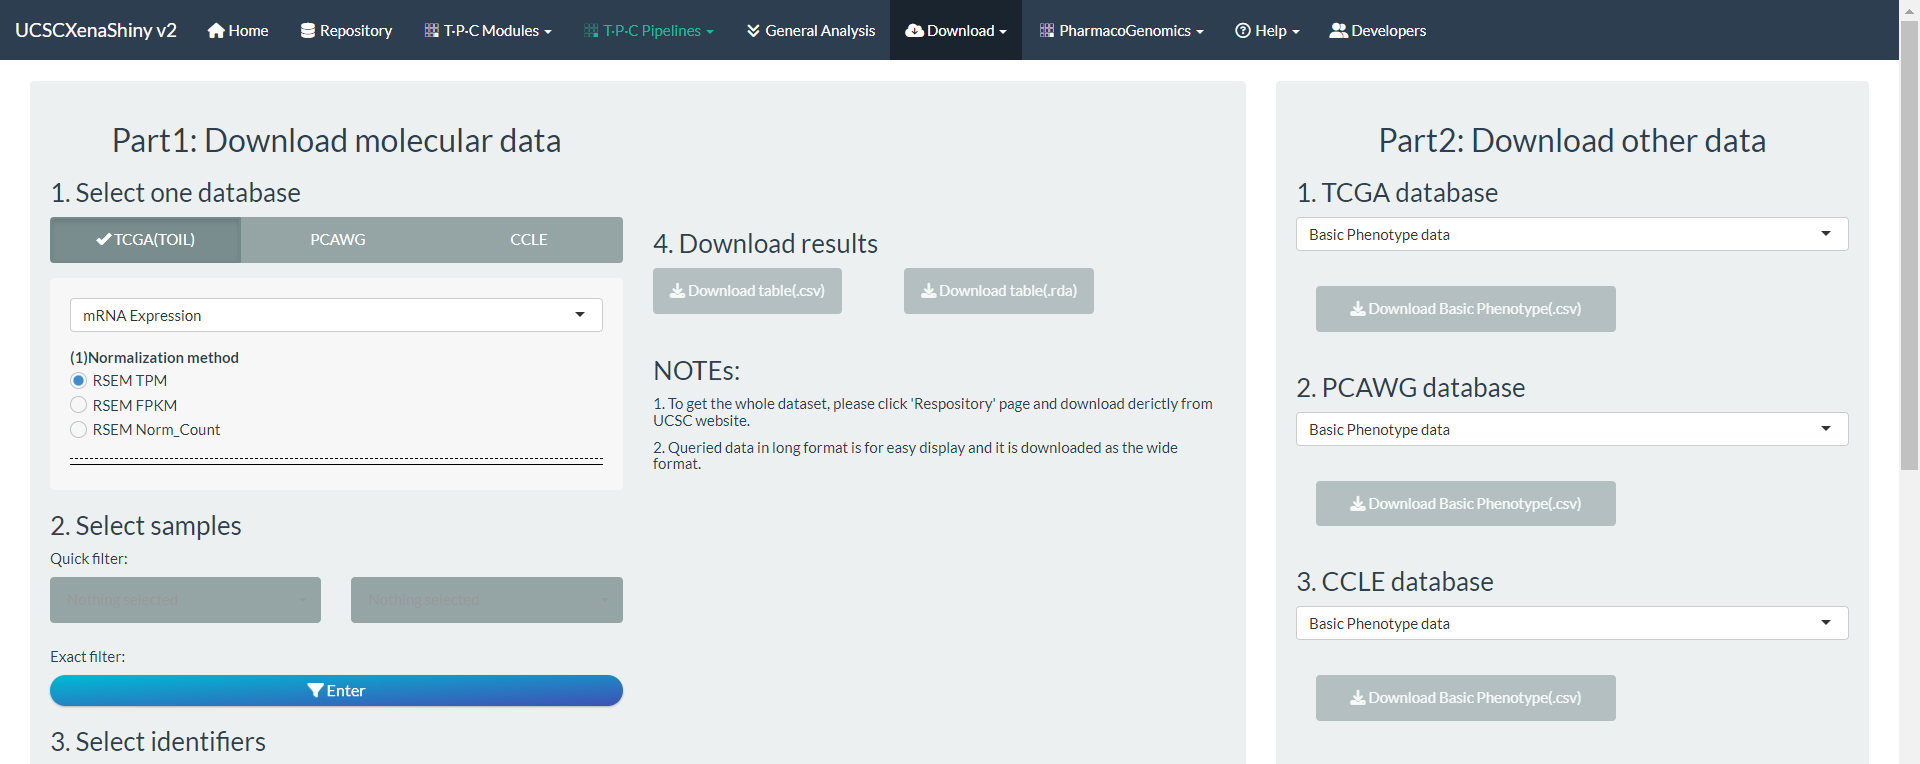 UCSCXenaShiny v2 Home Repository T·P·C Modules T·P·C Pipelines General Analysis Download PharmacoGenomics Help Developers
Part1: Download molecular data
1. Select one database
TCGA(TOIL) PCAWG CCLE
mRNA Expression
(1)Normalization method
RSEM TPM
RSEM FPKM
RSEM Norm_Count
2. Select samples
Quick filter:
Nothing selected Nothing selected
Exact filter:
Enter
3. Select identifiers
4. Download results
Download table(.csv) Download table(.rda)
NOTEs:
1. To get the whole dataset, please click 'Respository' page and download derictly from
UCSC website.
2. Queried data in long format is for easy display and it is downloaded as the wide
format.
Part2: Download other data
1. TCGA database
Basic Phenotype data
Download Basic Phenotype(.csv)
2. PCAWG database
Basic Phenotype data
Download Basic Phenotype(.csv)
3. CCLE database
Basic Phenotype data
Download Basic Phenotype(.csv)